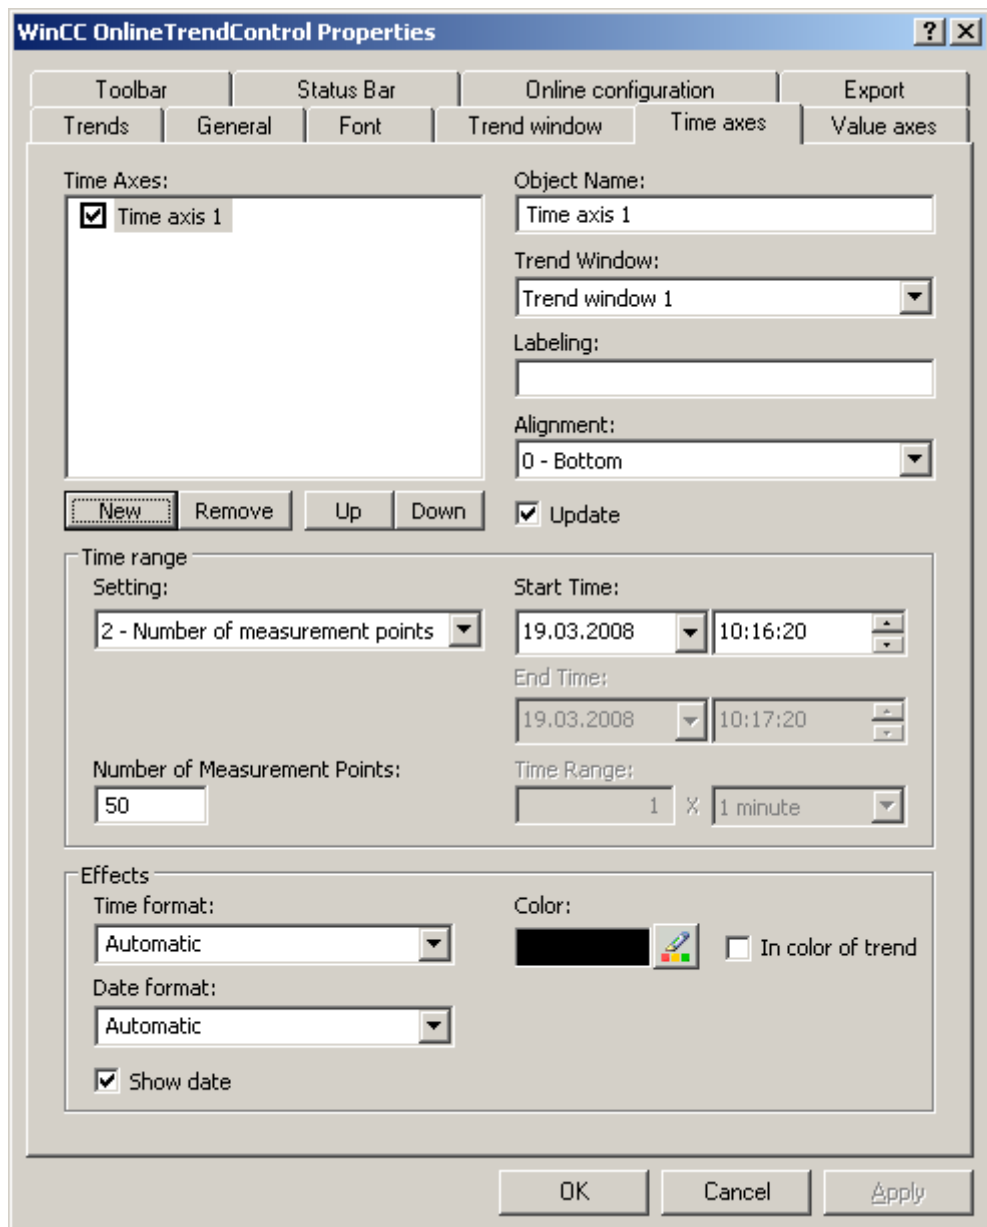 WinCC OnlineTrendControl Properties
Toolbar Status Bar Online configuration Export
Trends General Font Trend window Time axes Value axes
Time Axes:
Time axis 1
New Remove Up Down
Object Name:
Time axis 1
Trend Window:
Trend window 1
Labeling:
Alignment:
0 - Bottom
Update
Time range
Setting:
2 - Number of measurement points
Number of Measurement Points:
50
Start Time:
19.03.2008 10:16:20
End Time:
19.03.2008 10:17:20
Time Range:
1 X 1 minute
Effects
Time format:
Automatic
Date format:
Automatic
Show date
Color:
In color of trend
OK Cancel Apply